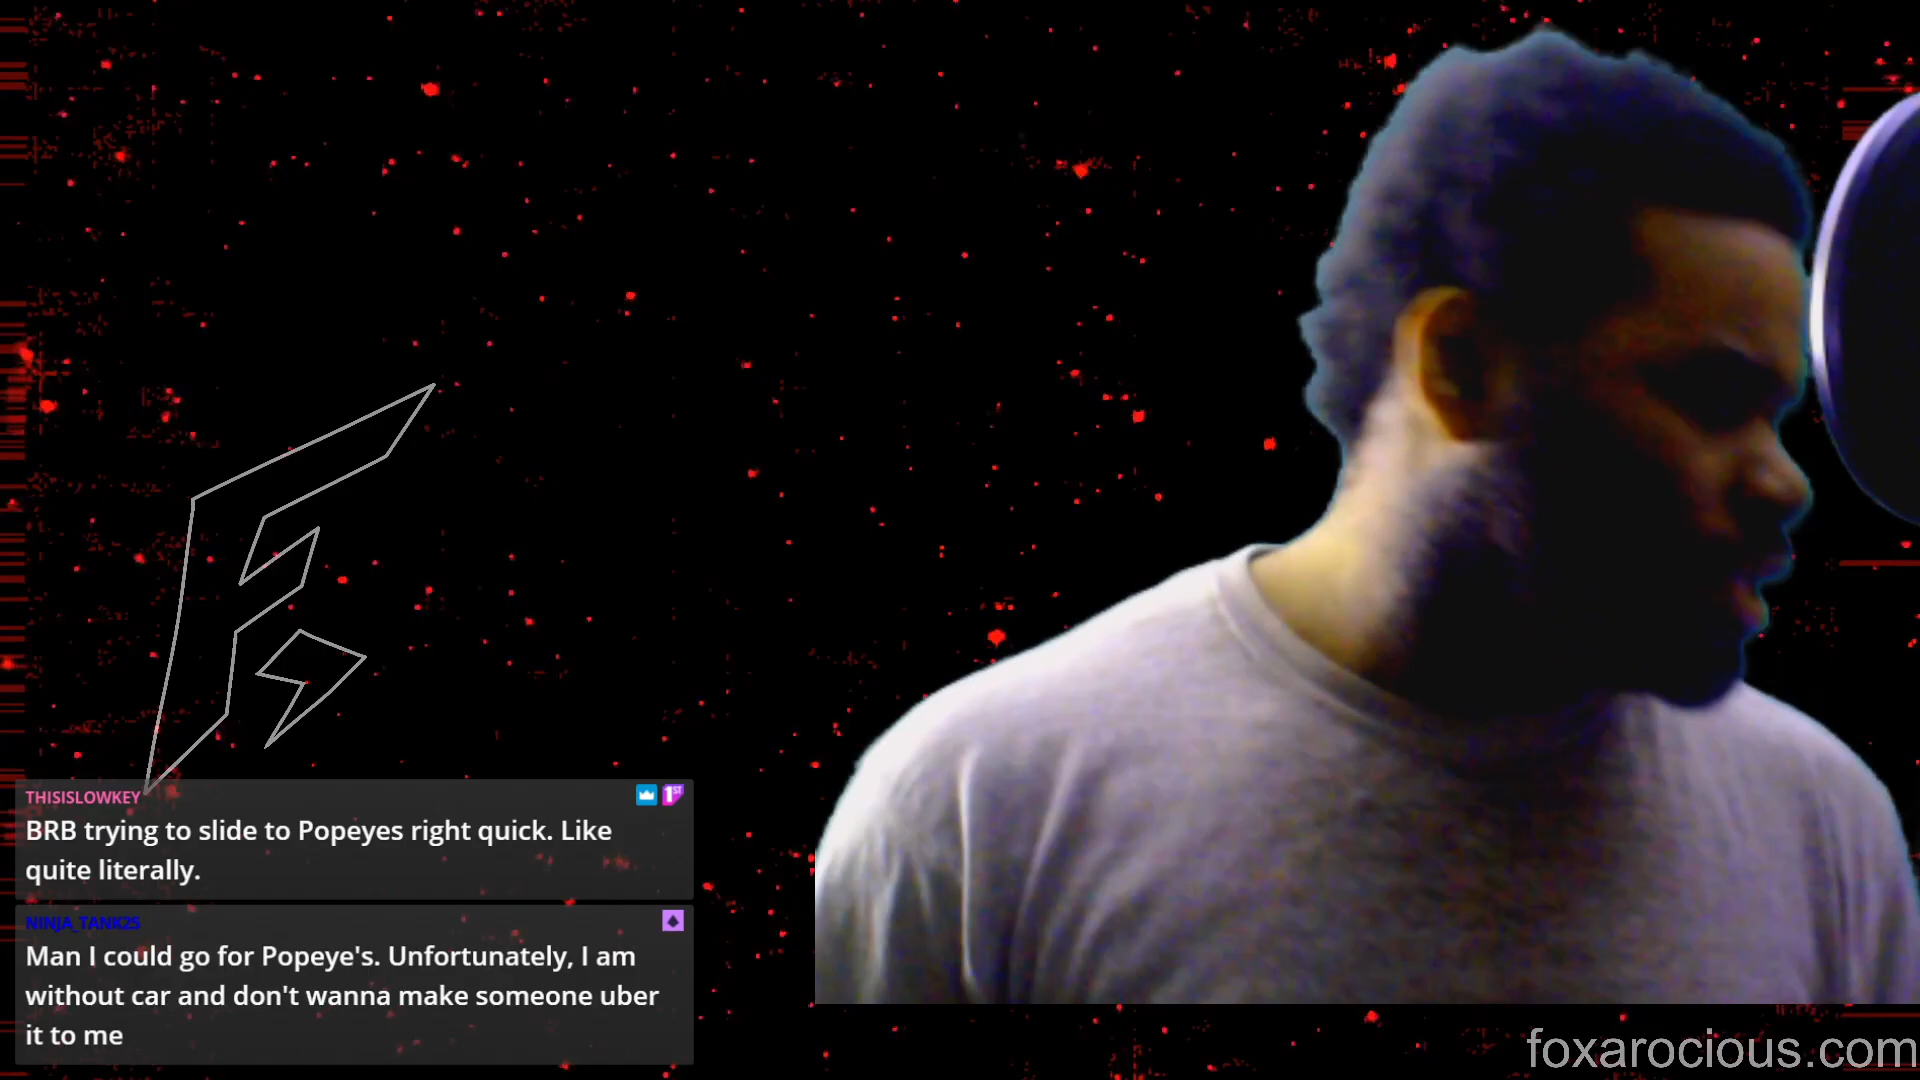 THISISLOWKEY
BRB trying to slide to Popeyes right quick. Like
quite literally.
NINJA_TANK25
Man I could go for Popeye's. Unfortunately, I am
without car and don't wanna make someone uber
it to me
foxarocious.com